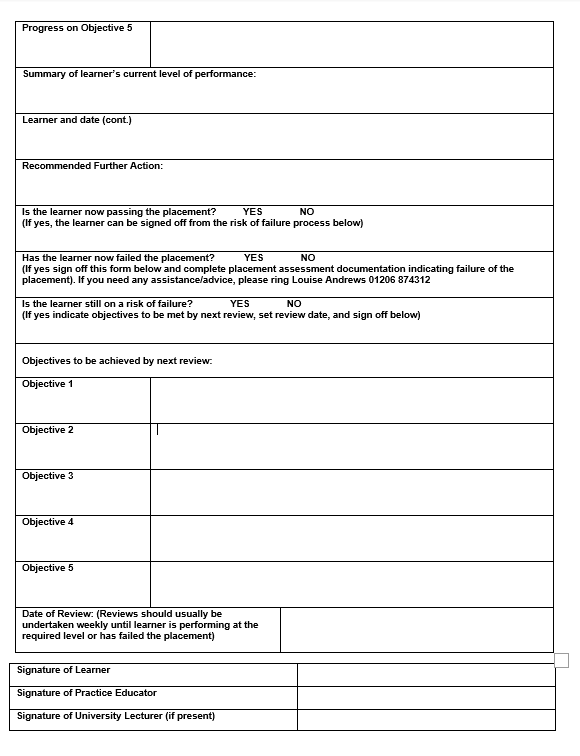 Progress on Objective 5
Summary of learner's current level of performance:
Learner and date (cont.)
Recommended Further Action:
Is the learner now passing the placement? YES NO
(If yes, the learner can be signed off from the risk of failure process below)
Has the learner now failed the placement? YES NO
(If yes sign off this form below and complete placement assessment documentation indicating failure of the
placement). If you need any assistance/advice, please ring Louise Andrews 01206 874312
Is the learner still on a risk of failure? YES NO
(If yes indicate objectives to be met by next review, set review date, and sign off below)
Objectives to be achieved by next review:
Objective 1
Objective 2
Objective 3
Objective 4
Objective 5
Date of Review: (Reviews should usually be
undertaken weekly until learner is performing at the
required level or has failed the placement)
Signature of Learner
Signature of Practice Educator
Signature of University Lecturer (if present)